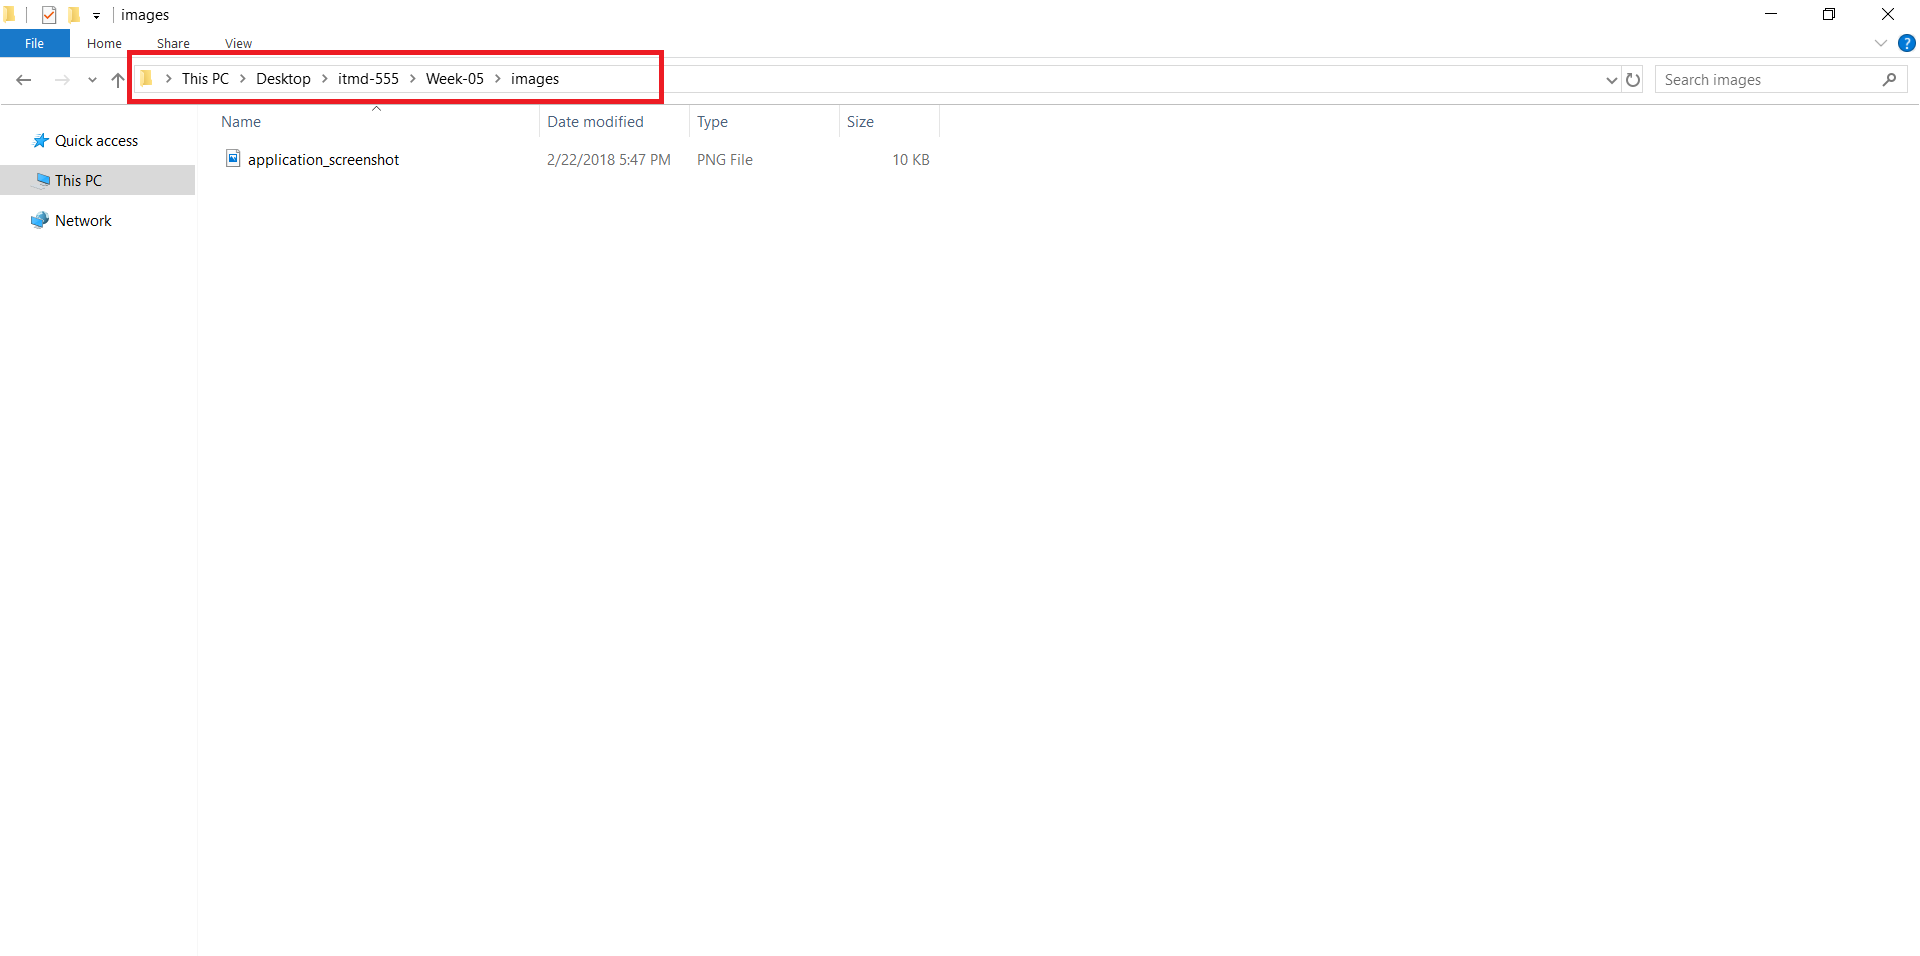 images
File Home Share View ?
This PC Desktop itmd-555 Week-05 images Search images
Name Date modified Type Size
application_screenshot 2/22/2018 5:47 PM PNG File 10 KB
Quick access
This PC
Network